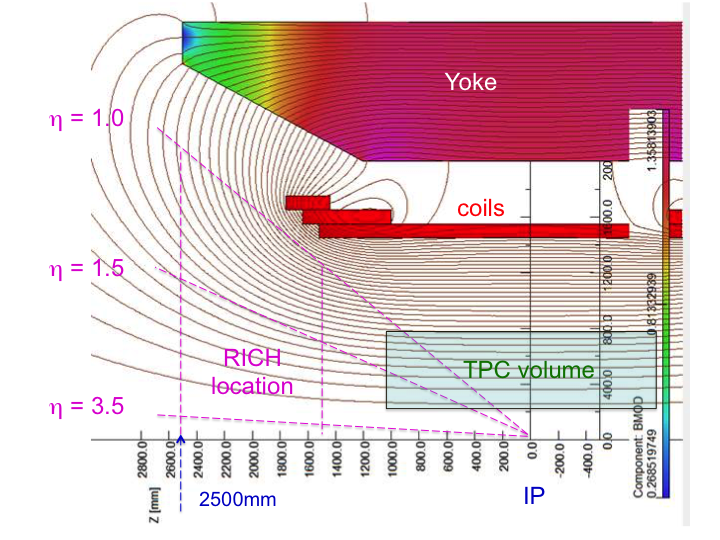 Yoke
η = 1.0
coils
η = 1.5
RICH
location
TPC volume
η = 3.5
2800.0
2600.0
2400.0
2200.0
2000.0
1800.0
1600.0
1400.0
1200.0
1000.0
800.0
600.0
400.0
200.0
0.0
-200.0
-400.0
Z [mm]
2500mm
IP
200
1600.0
1200.0
800.0
400.0
0.0
1.35813903
0.81332939
Component: BMOD
0.268519749